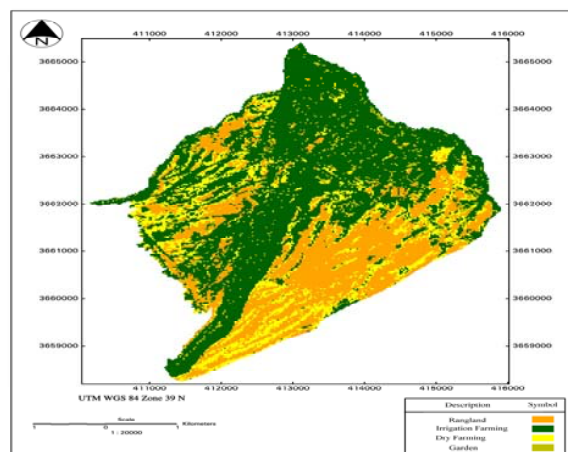 411000 412000 413000 414000 415000 416000
N
3665000 3665000
3664000 3664000
3663000 3663000
3662000 3662000
3661000 3661000
3660000 3660000
3659000 3659000
411000 412000 413000 414000 415000 416000
UTM WGS 84 Zone 39 N
Scale
1 0 1 Kilometers
1 : 20000
Description Symbol
Rangland
Irrigation Farming
Dry Farming
Garden